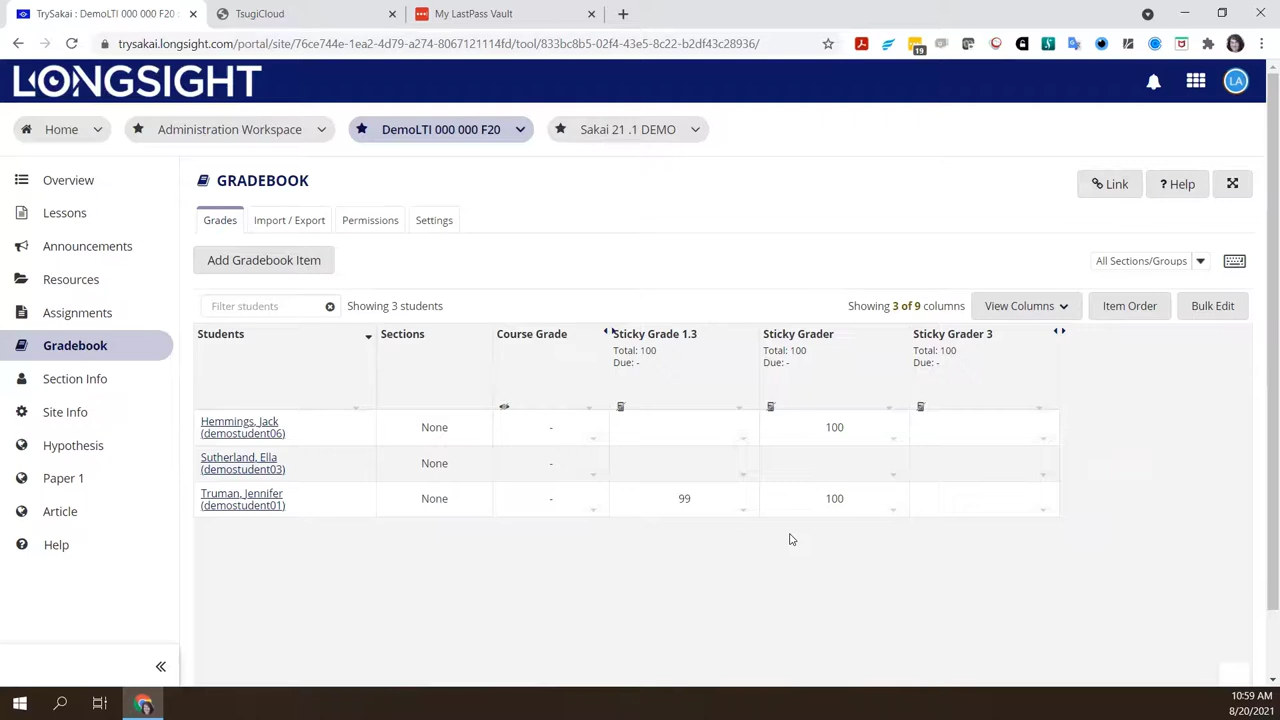 TrySakai : DemoLTI 000 000 F20 :
TsugiCloud
My LastPass Vault
trysakai.longsight.com/portal/site/76ce744e-1ea2-4d70-a274-80677a114fd4/tool/833bc8b5-f2f4-43e5-8c22-b2df43c28936/
19
LONGSIGHT
LA
Home
Administration Workspace
DemoLTI 000 000 F20
Sakai 21 .1 DEMO
Overview
Lessons
Announcements
Resources
Assignments
Gradebook
Section Info
Site Info
Hypothesis
Paper 1
Article
Help
GRADEBOOK
Link
? Help
Grades
Import / Export
Permissions
Settings
Add Gradebook Item
All Sections/Groups
Filter students
Showing 3 students
Showing 3 of 9 columns
View Columns
Item Order
Bulk Edit
Students
Sections
Course Grade
Sticky Grade 1.3
Total: 100
Due: -
Sticky Grader
Total: 100
Due: -
Sticky Grader 3
Total: 100
Due: -
Hemmings, Jack
(demostudent06)
None
-
100
Sutherland, Ella
(demostudent03)
None
-
Truman, Jennifer
(demostudent01)
None
-
99
100
10:59 AM
8/20/2021